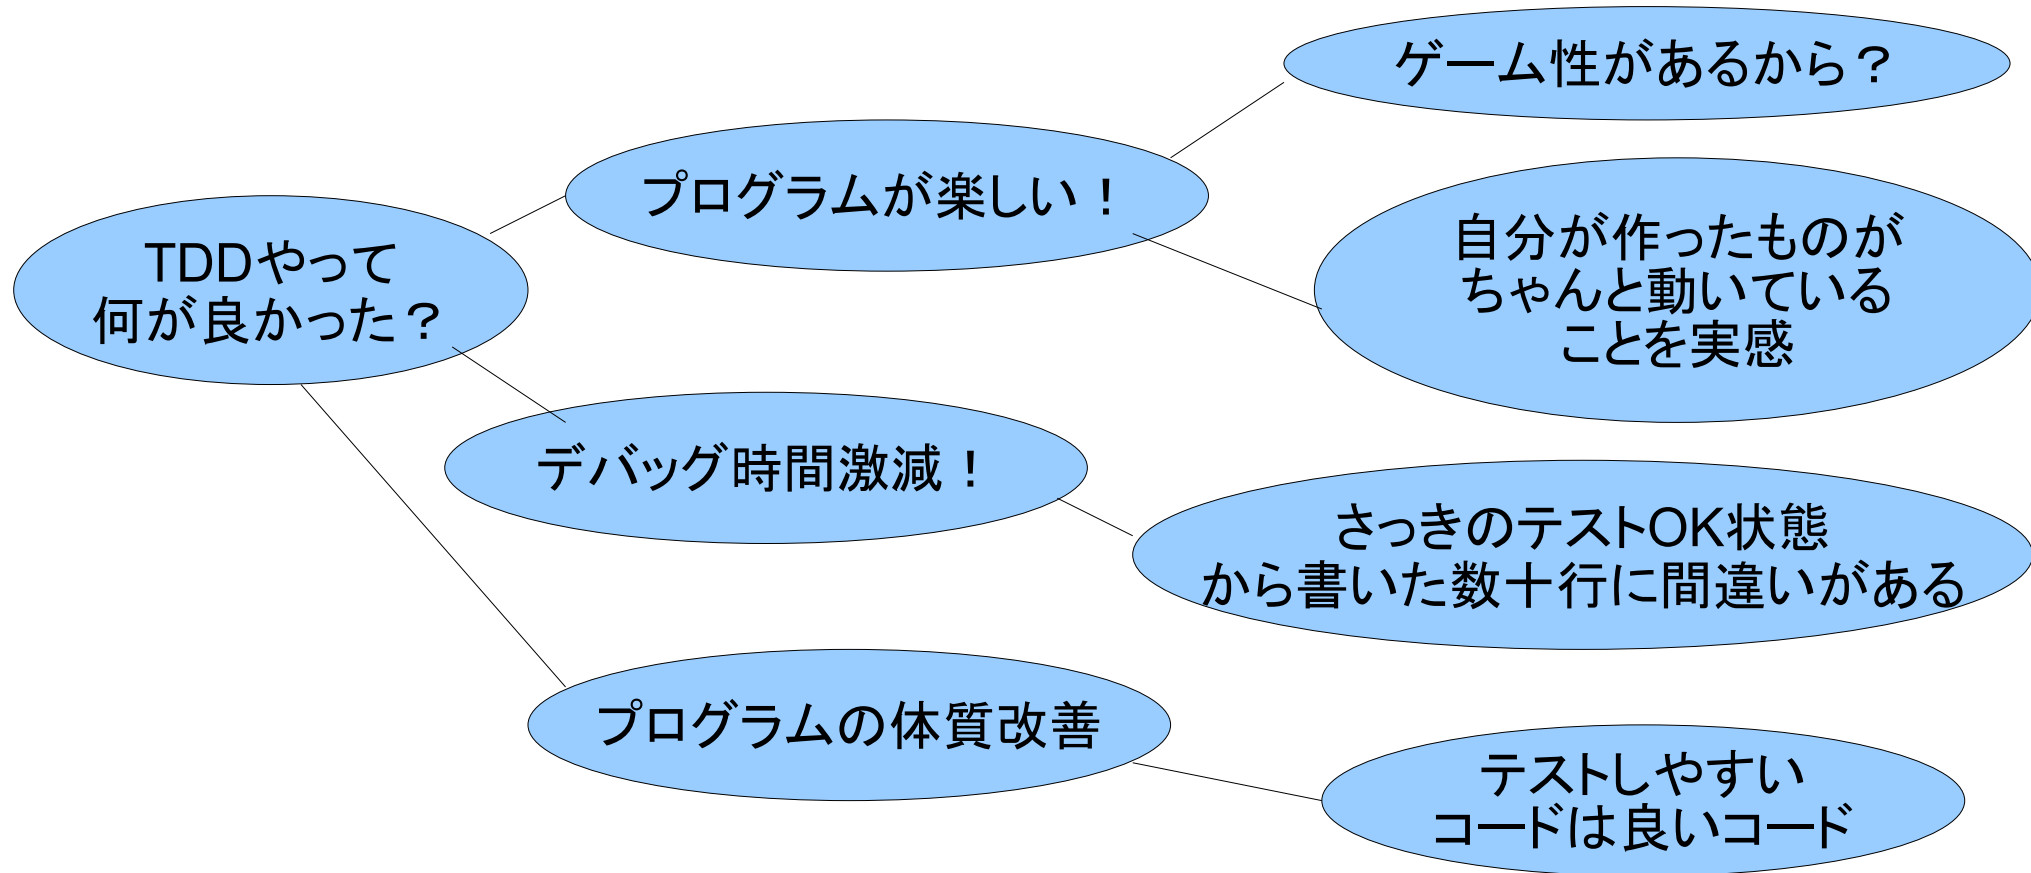 TDDやって
何が良かった？
プログラムが楽しい！
ゲーム性があるから？
自分が作ったものが
ちゃんと動いている
ことを実感
デバッグ時間激減！
さっきのテストOK状態
から書いた数十行に間違いがある
プログラムの体質改善
テストしやすい
コードは良いコード